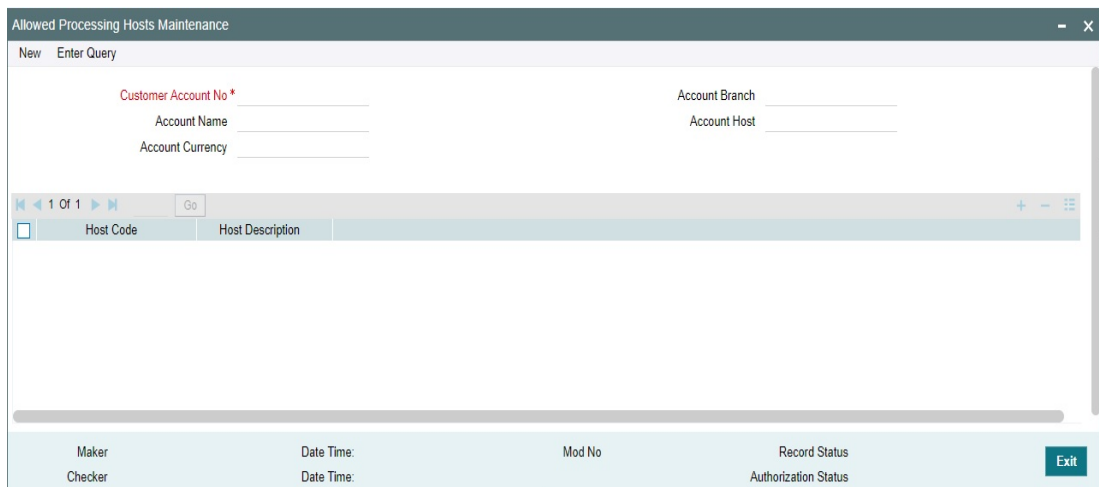 Allowed Processing Hosts Maintenance
New Enter Query
Customer Account No *
Account Branch
Account Name
Account Host
Account Currency
1 Of 1 Go
Host Code Host Description
Maker Date Time: Mod No Record Status
Checker Date Time: Authorization Status
Exit